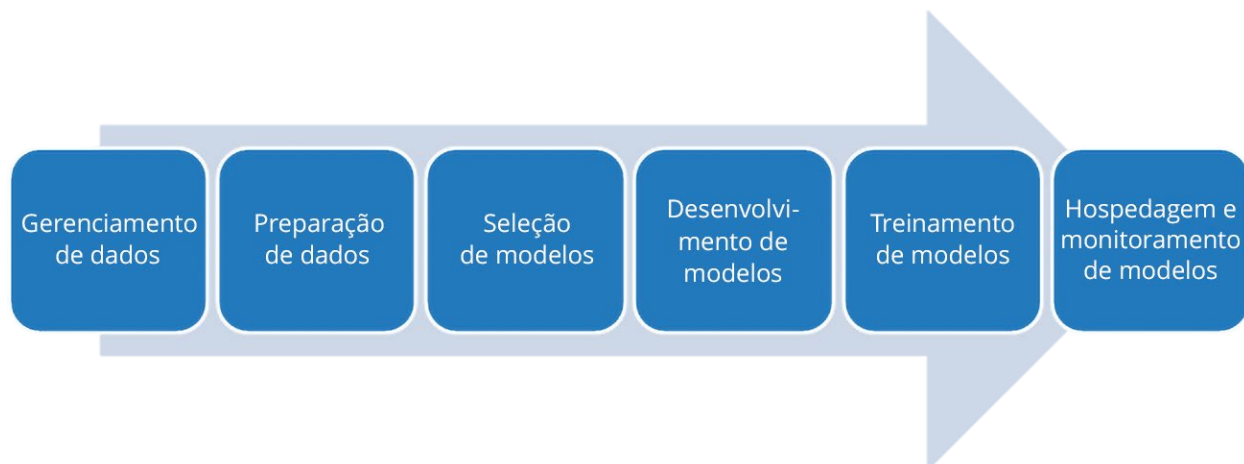 Gerenciamento
de dados
Preparação
de dados
Seleção
de modelos
Desenvolvi-
mento de
modelos
Treinamento
de modelos
Hospedagem e
monitoramento
de modelos